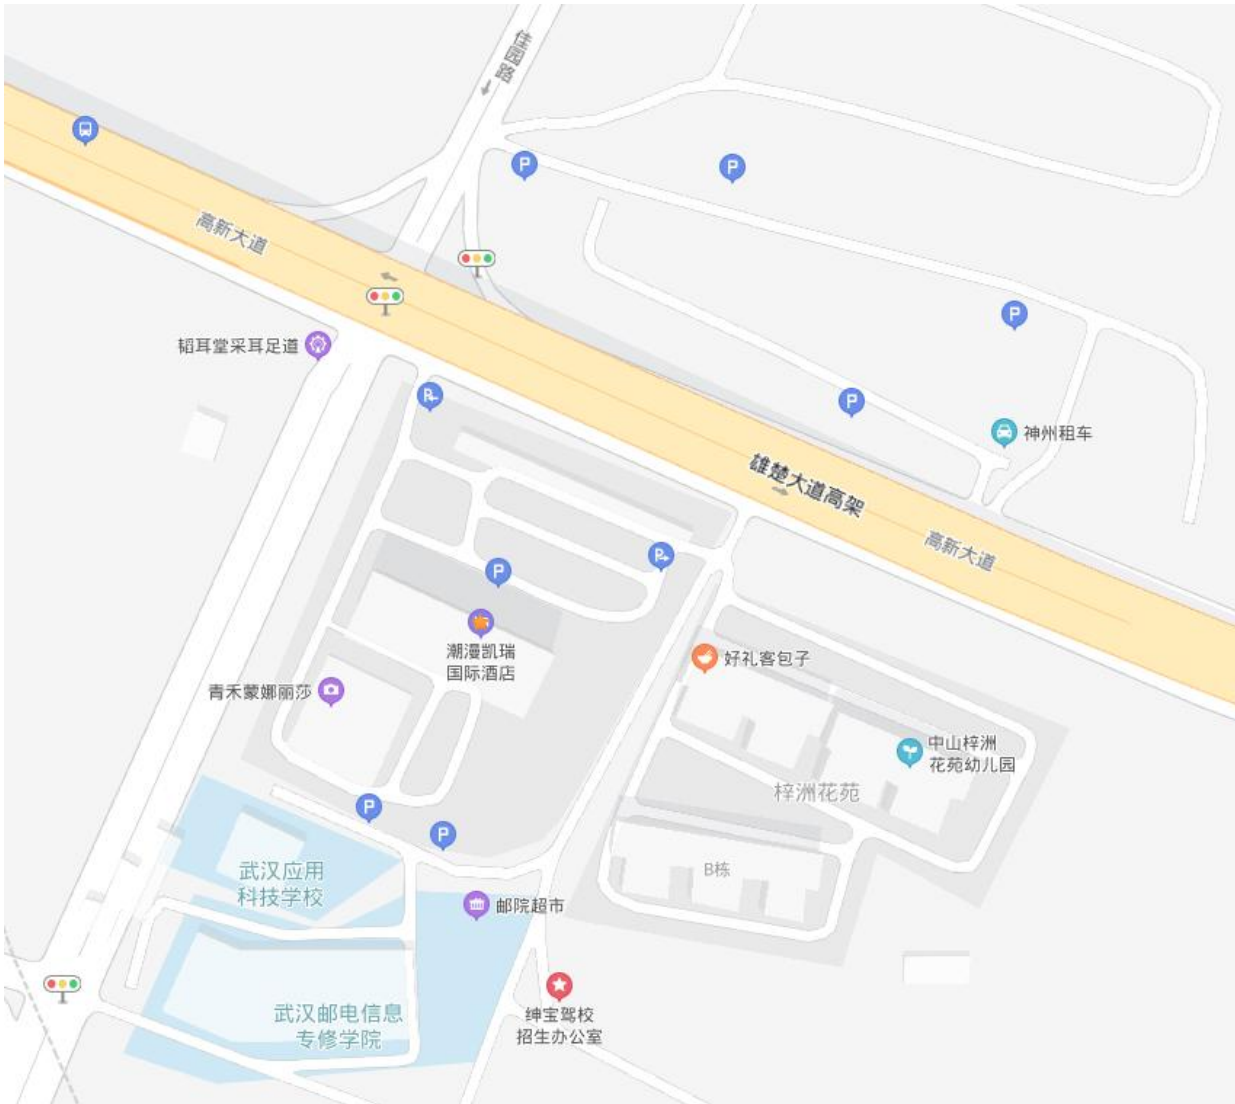 佳园路
高新大道
韬耳堂采耳足道
神州租车
雄楚大道高架
高新大道
潮漫凯瑞
国际酒店
好礼客包子
青禾蒙娜丽莎
中山梓洲
花苑幼儿园
梓洲花苑
B栋
武汉应用
科技学校
邮院超市
武汉邮电信息
专修学院
绅宝驾校
招生办公室
P
P
P
P
P
P
P
P
P